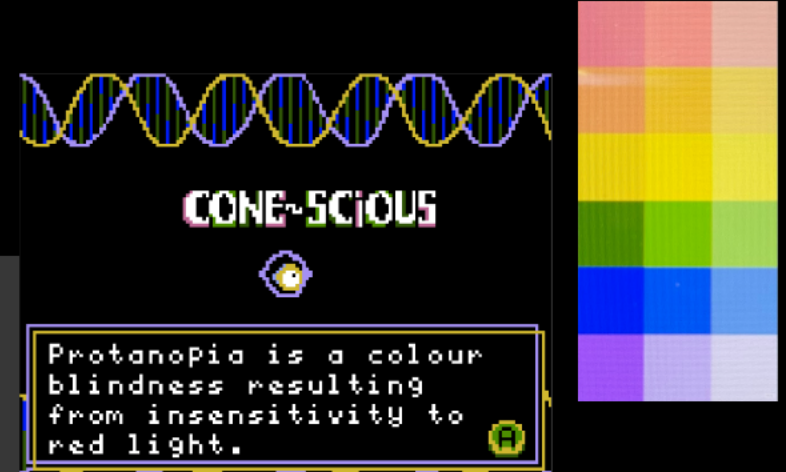 CONE~SCiOUS
Protanopia is a colour
blindness resulting
from insensitivity to
red light.
A